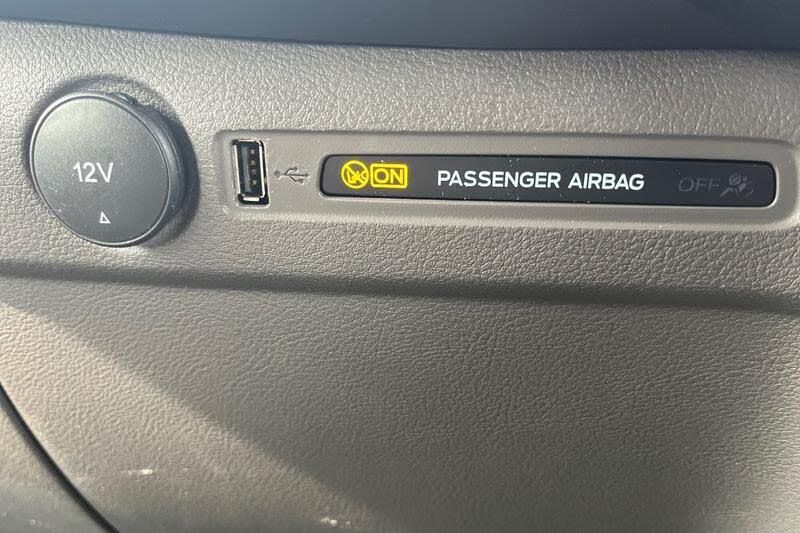 12V
ON PASSENGER AIRBAG OFF